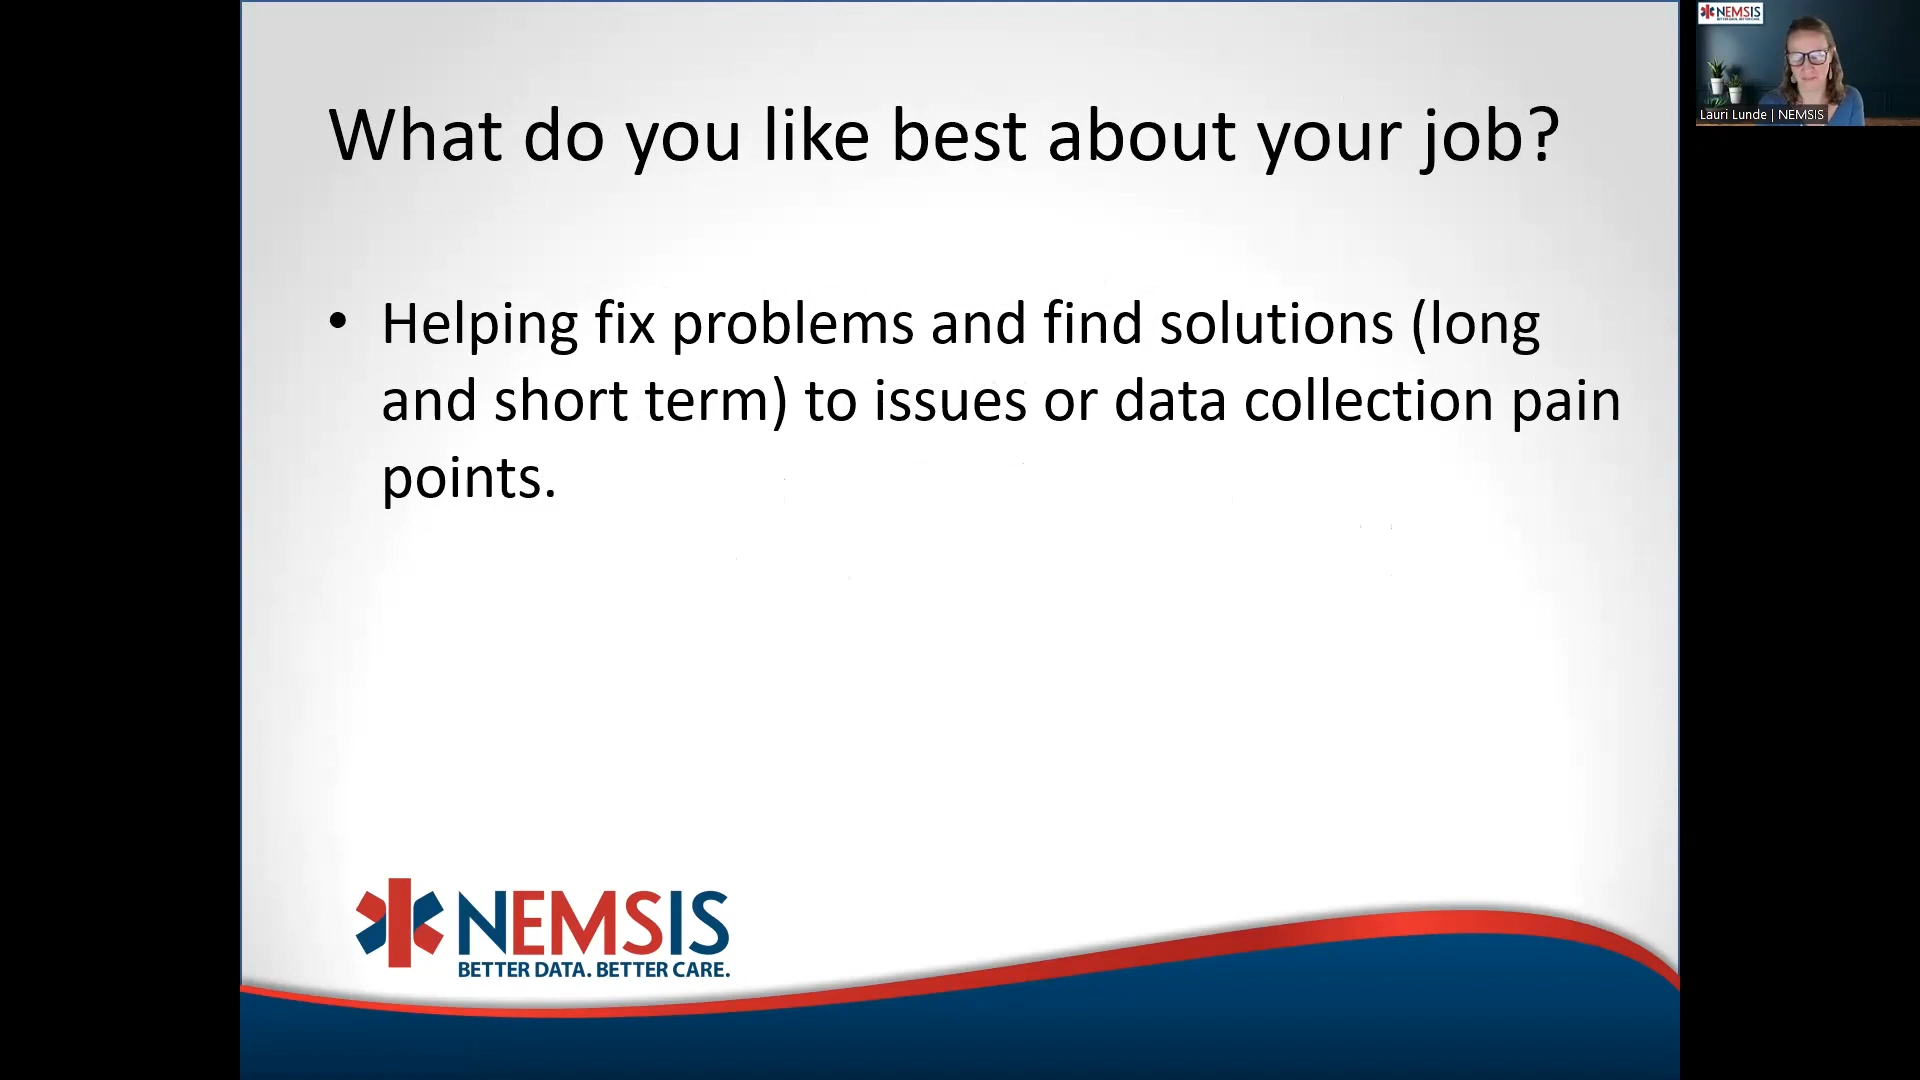 What do you like best about your job?
• Helping fix problems and find solutions (long
and short term) to issues or data collection pain
points.
NEMSIS
BETTER DATA. BETTER CARE.
NEMSIS
Lauri Lunde | NEMSIS